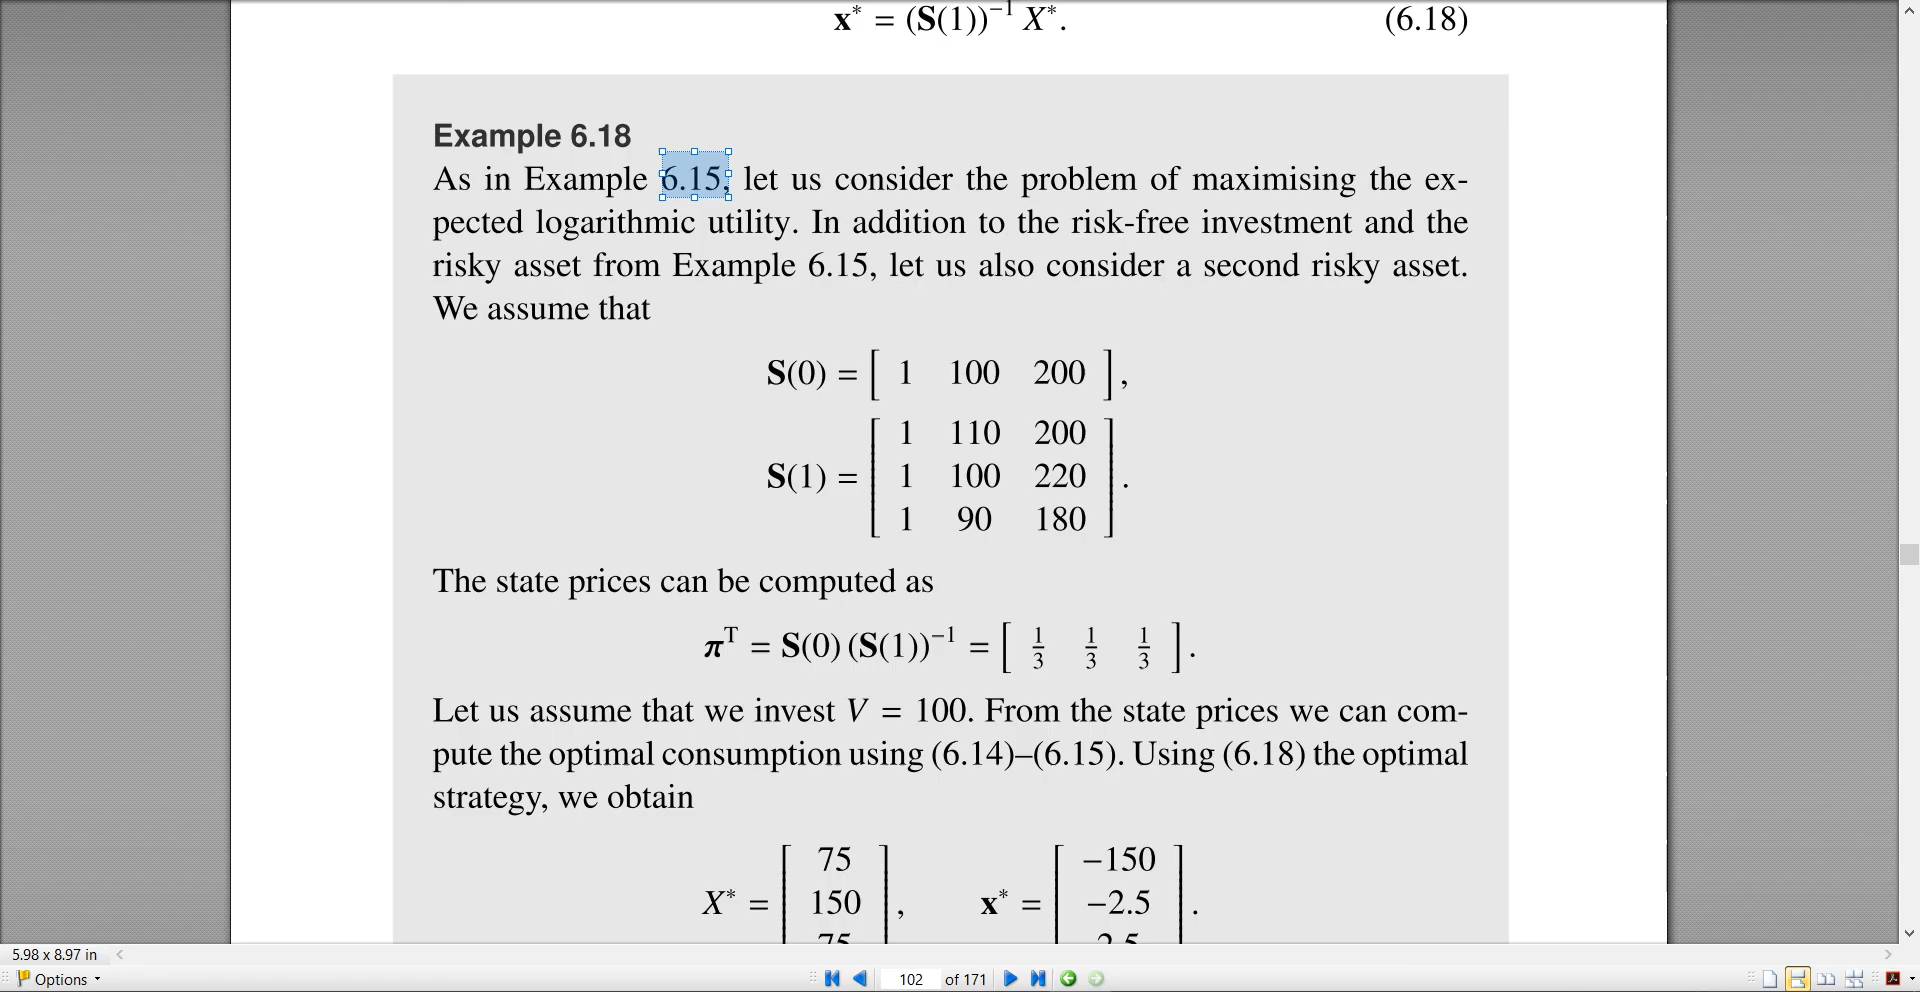 x* = (S(1))⁻¹ X*. (6.18)
Example 6.18
As in Example 6.15, let us consider the problem of maximising the ex-
pected logarithmic utility. In addition to the risk-free investment and the
risky asset from Example 6.15, let us also consider a second risky asset.
We assume that
S(0) = [ 1 100 200 ],
S(1) = [ 1 110 200
1 100 220
1 90 180 ].
The state prices can be computed as
πᵀ = S(0) (S(1))⁻¹ = [ 1/3 1/3 1/3 ].
Let us assume that we invest V = 100. From the state prices we can com-
pute the optimal consumption using (6.14)–(6.15). Using (6.18) the optimal
strategy, we obtain
X* = [ 75 150 75 ], x* = [ −150 −2.5 2.5 ].
5.98 x 8.97 in
Options 102 of 171